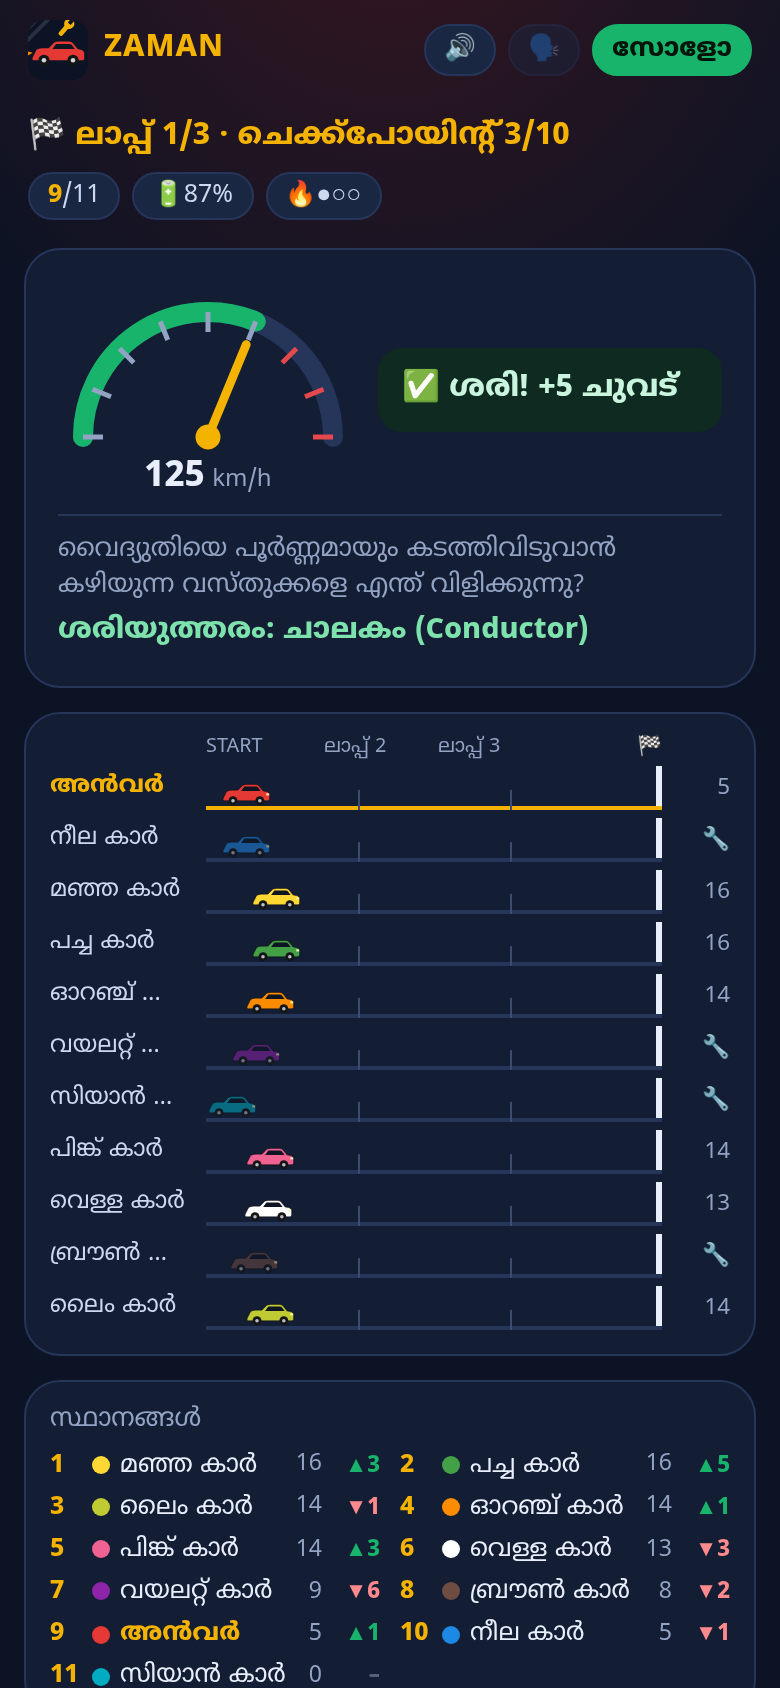 ZAMAN
സോളോ
ലാപ്പ് 1/3 · ചെക്ക്പോയിന്റ് 3/10
9/11
87%
✅ ശരി! +5 ചുവട്
125 km/h
വൈദ്യുതിയെ പൂർണ്ണമായും കടത്തിവിടുവാൻ
കഴിയുന്ന വസ്തുക്കളെ എന്ത് വിളിക്കുന്നു?
ശരിയുത്തരം: ചാലകം (Conductor)
START ലാപ്പ് 2 ലാപ്പ് 3
അൻവർ 5
നീല കാർ
മഞ്ഞ കാർ 16
പച്ച കാർ 16
ഓറഞ്ച് ... 14
വയലറ്റ് ...
സിയാൻ ...
പിങ്ക് കാർ 14
വെള്ള കാർ 13
ബ്രൗൺ ...
ലൈം കാർ 14
സ്ഥാനങ്ങൾ
1 മഞ്ഞ കാർ 16 ▲3 2 പച്ച കാർ 16 ▲5
3 ലൈം കാർ 14 ▼1 4 ഓറഞ്ച് കാർ 14 ▲1
5 പിങ്ക് കാർ 14 ▲3 6 വെള്ള കാർ 13 ▼3
7 വയലറ്റ് കാർ 9 ▼6 8 ബ്രൗൺ കാർ 8 ▼2
9 അൻവർ 5 ▲1 10 നീല കാർ 5 ▼1
11 സിയാൻ കാർ 0 –